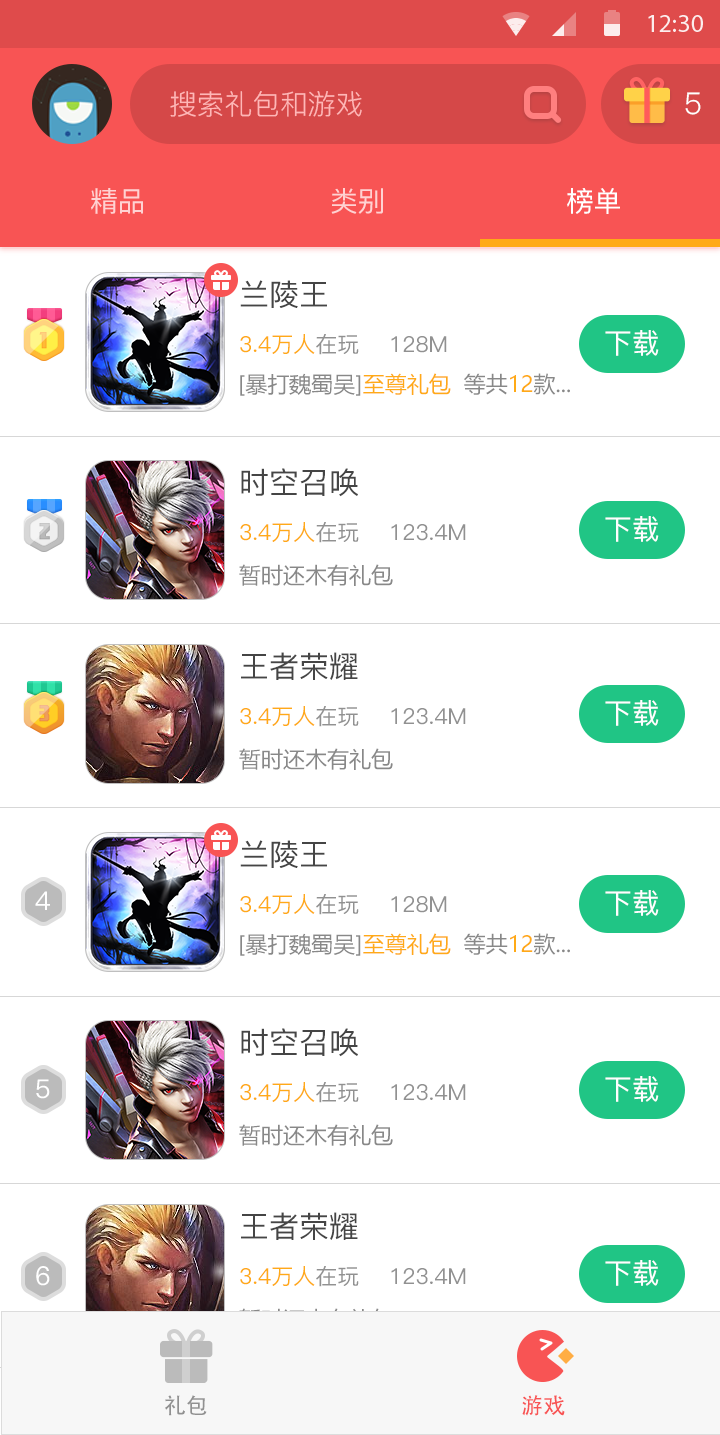 12:30
搜索礼包和游戏
5
精品 类别 榜单
1
兰陵王
3.4万人在玩 128M
[暴打魏蜀吴]至尊礼包 等共12款...
下载
2
时空召唤
3.4万人在玩 123.4M
暂时还木有礼包
下载
3
王者荣耀
3.4万人在玩 123.4M
暂时还木有礼包
下载
4
兰陵王
3.4万人在玩 128M
[暴打魏蜀吴]至尊礼包 等共12款...
下载
5
时空召唤
3.4万人在玩 123.4M
暂时还木有礼包
下载
6
王者荣耀
3.4万人在玩 123.4M
下载
礼包 游戏